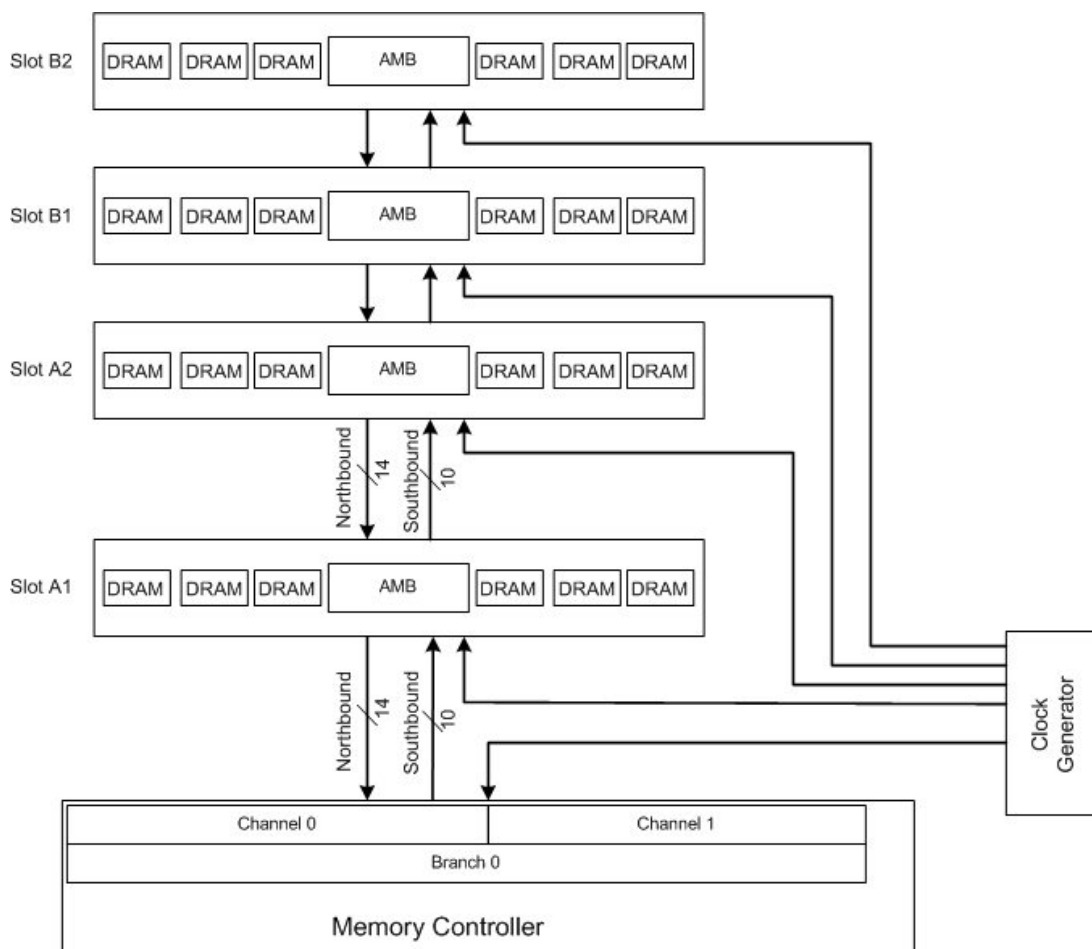 Slot B2
DRAM DRAM DRAM AMB DRAM DRAM DRAM
Slot B1
DRAM DRAM DRAM AMB DRAM DRAM DRAM
Slot A2
DRAM DRAM DRAM AMB DRAM DRAM DRAM
Northbound
14
Southbound
10
Slot A1
DRAM DRAM DRAM AMB DRAM DRAM DRAM
Northbound
14
Southbound
10
Clock
Generator
Channel 0
Channel 1
Branch 0
Memory Controller